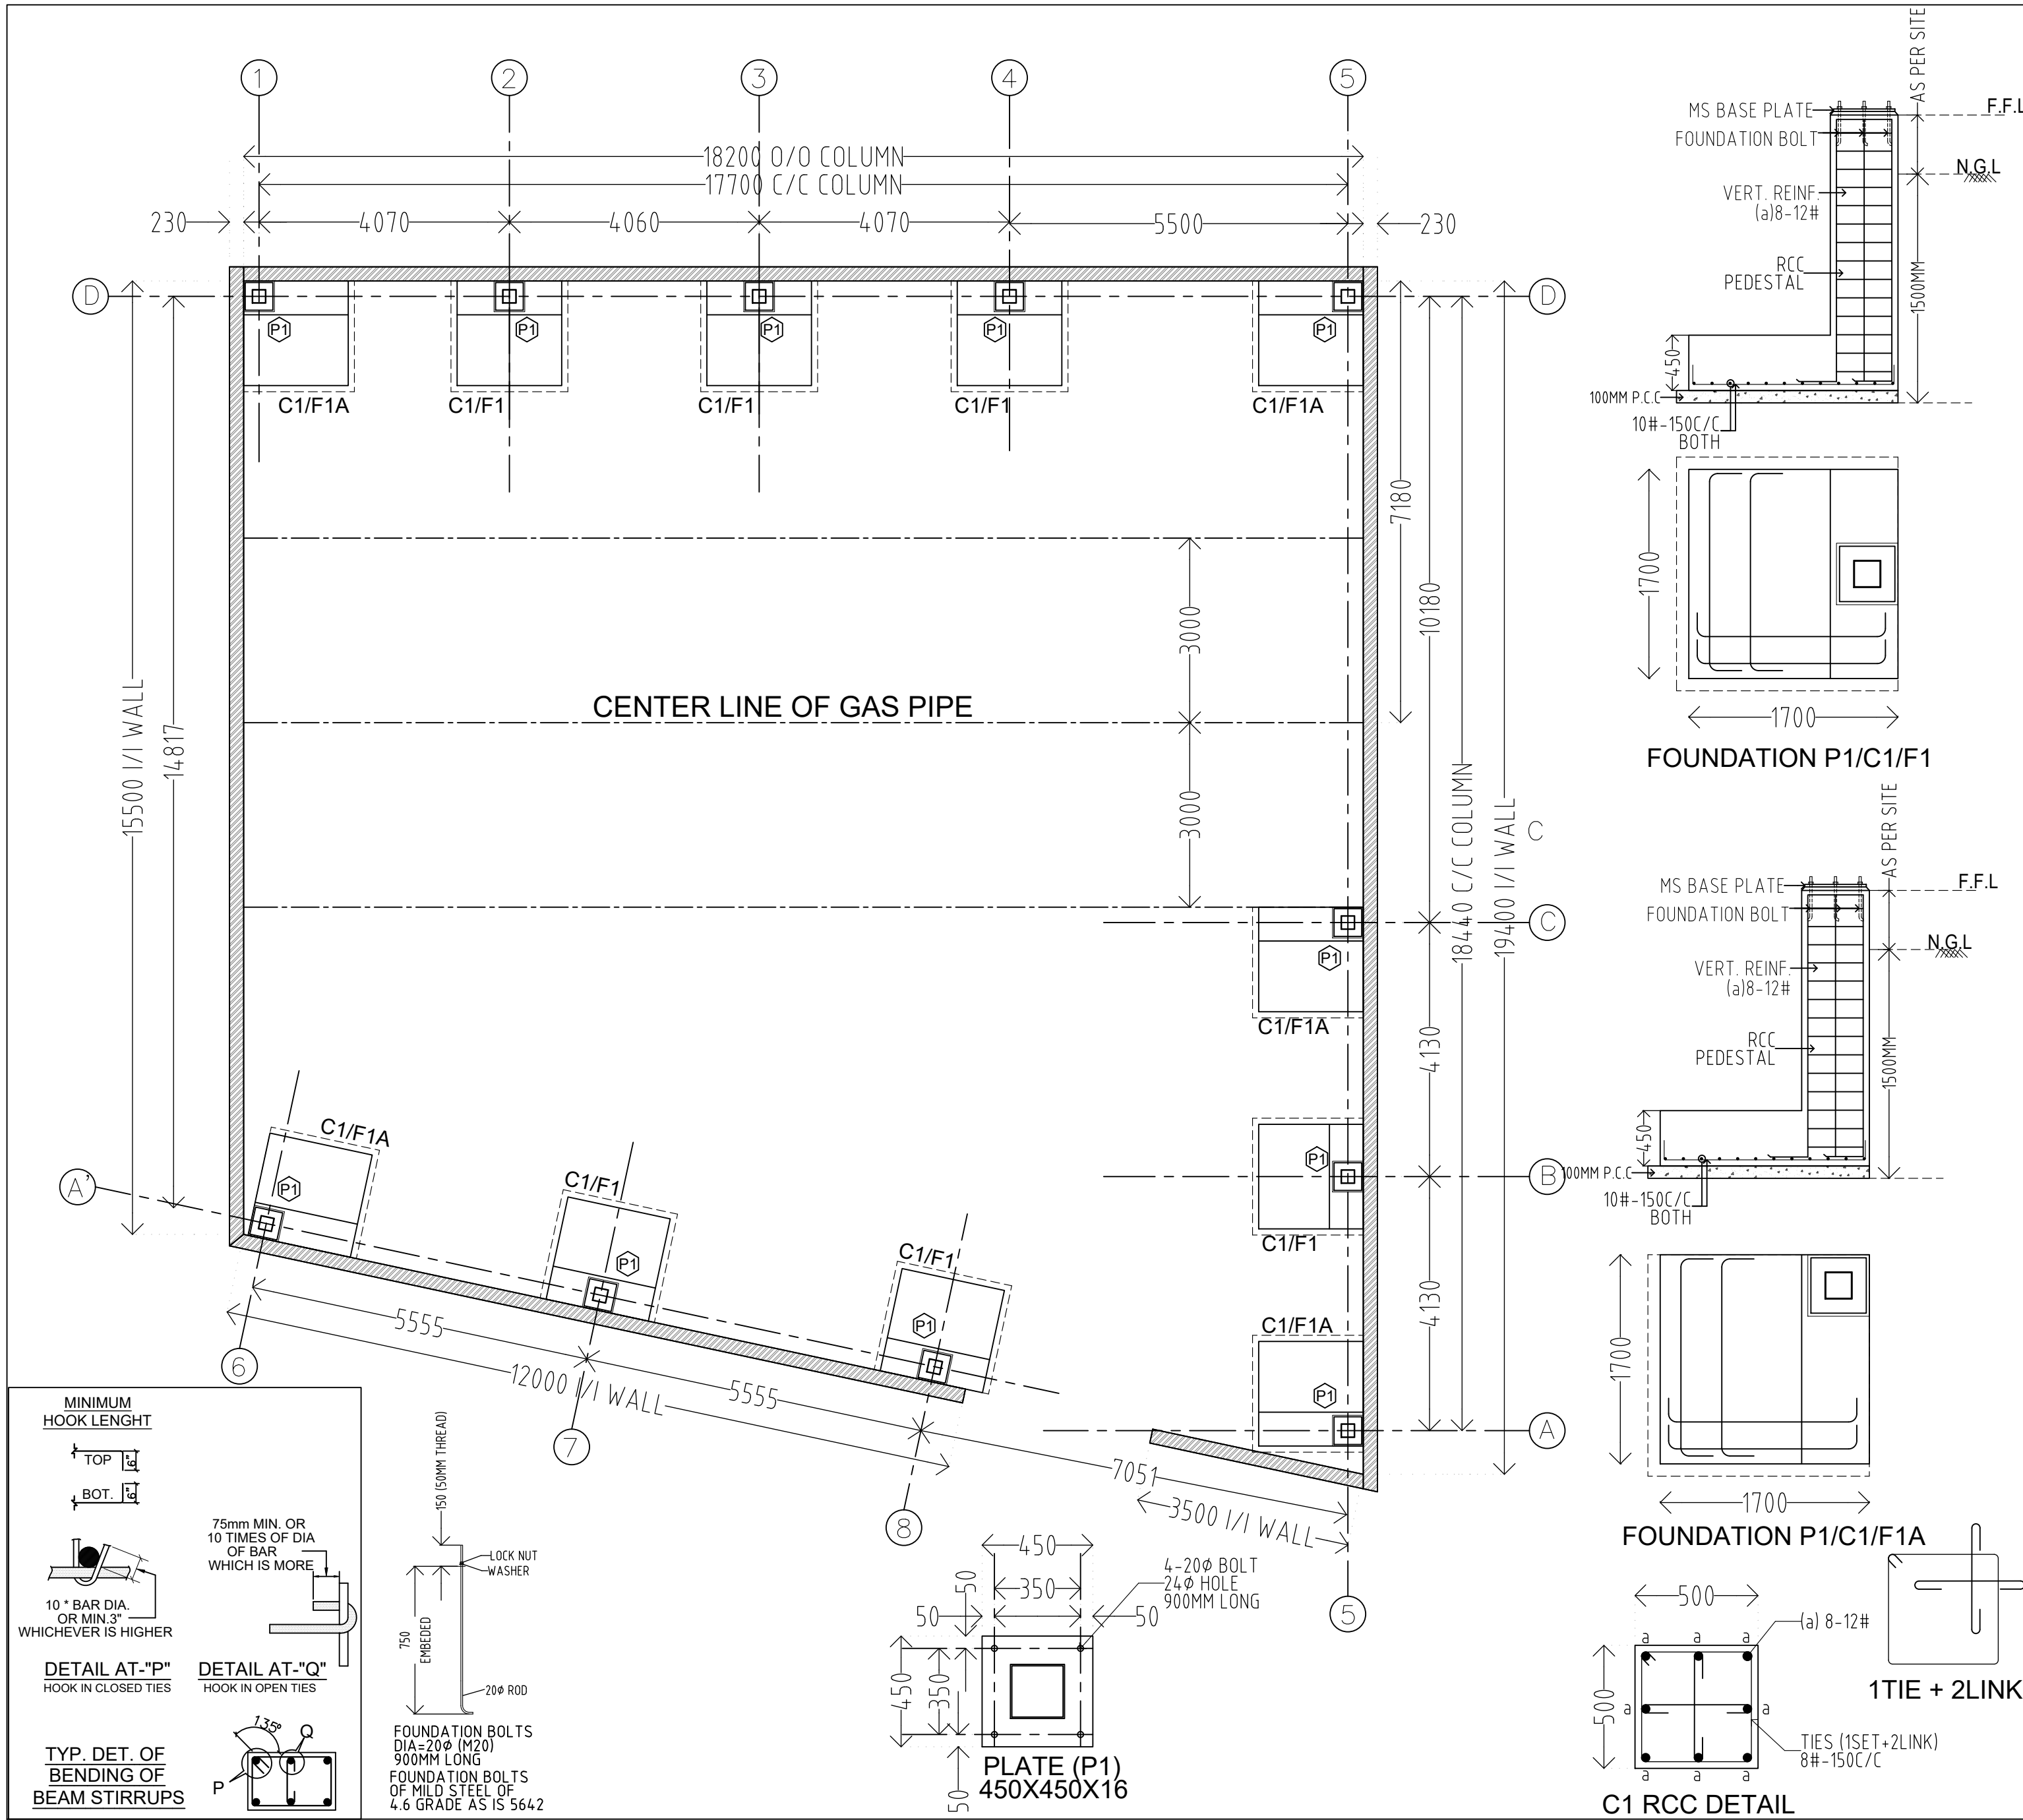 1
2
3
4
5
18200 O/O COLUMN
17700 C/C COLUMN
230
4070
4060
4070
5500
230
D
D
P1
P1
P1
P1
P1
C1/F1A
C1/F1
C1/F1
C1/F1
C1/F1A
15500 I/I WALL
14817
3000
3000
CENTER LINE OF GAS PIPE
7180
10180
4130
4130
18440 C/C COLUMN
19400 I/I WALL
C
C
P1
C1/F1A
B
P1
C1/F1
C1/F1A
P1
A
A'
C1/F1A
P1
C1/F1
P1
C1/F1
P1
5555
12000 I/I WALL
5555
7051
3500 I/I WALL
6
7
8
5
AS PER SITE
MS BASE PLATE
F.F.L
FOUNDATION BOLT
N.G.L
VERT. REINF.
(a)8-12#
RCC
PEDESTAL
1500MM
450
100MM P.C.C
10#-150C/C
BOTH
1700
1700
FOUNDATION P1/C1/F1
AS PER SITE
MS BASE PLATE
F.F.L
FOUNDATION BOLT
N.G.L
VERT. REINF.
(a)8-12#
RCC
PEDESTAL
1500MM
450
100MM P.C.C
10#-150C/C
BOTH
1700
1700
FOUNDATION P1/C1/F1A
MINIMUM
HOOK LENGHT
TOP
6"
BOT.
6"
75mm MIN. OR
10 TIMES OF DIA
OF BAR
WHICH IS MORE
10 * BAR DIA.
OR MIN.3"
WHICHEVER IS HIGHER
DETAIL AT-"P"
HOOK IN CLOSED TIES
DETAIL AT-"Q"
HOOK IN OPEN TIES
TYP. DET. OF
BENDING OF
BEAM STIRRUPS
135°
Q
P
150 (50MM THREAD)
LOCK NUT
WASHER
750
EMBEDED
20Φ ROD
FOUNDATION BOLTS
DIA=20Φ (M20)
900MM LONG
FOUNDATION BOLTS
OF MILD STEEL OF
4.6 GRADE AS IS 5642
450
350
50
50
50
4-20Φ BOLT
24Φ HOLE
900MM LONG
450
350
50
PLATE (P1)
450X450X16
500
500
(a) 8-12#
a a a
a a
a a a
TIES (1SET+2LINK)
8#-150C/C
C1 RCC DETAIL
1TIE + 2LINK